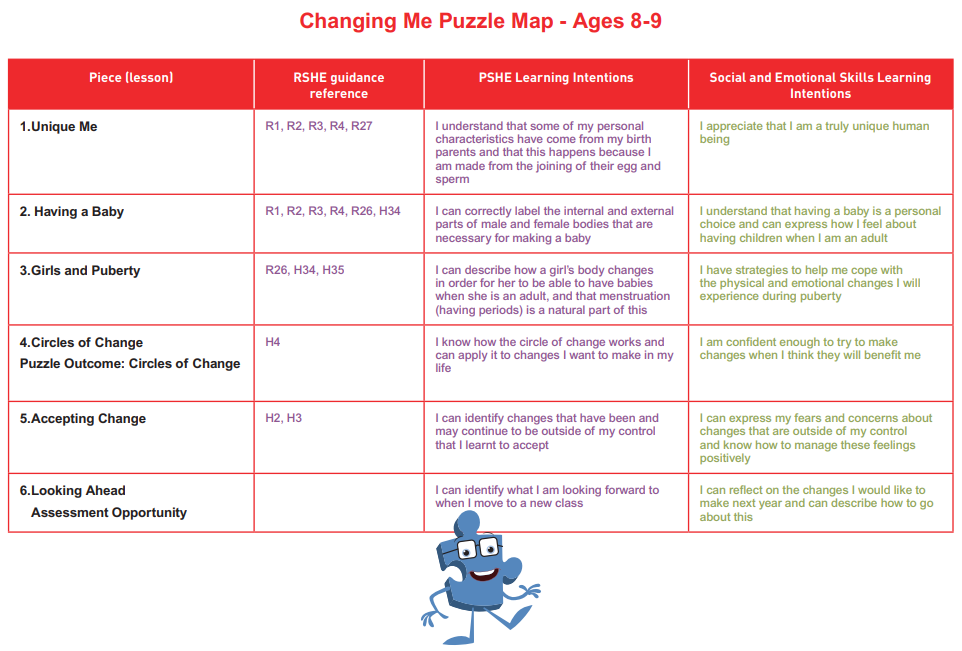 Changing Me Puzzle Map - Ages 8-9
Piece (lesson)
RSHE guidance
reference
PSHE Learning Intentions
Social and Emotional Skills Learning
Intentions
1.Unique Me
R1, R2, R3, R4, R27
I understand that some of my personal
characteristics have come from my birth
parents and that this happens because I
am made from the joining of their egg and
sperm
I appreciate that I am a truly unique human
being
2. Having a Baby
R1, R2, R3, R4, R26, H34
I can correctly label the internal and external
parts of male and female bodies that are
necessary for making a baby
I understand that having a baby is a personal
choice and can express how I feel about
having children when I am an adult
3.Girls and Puberty
R26, H34, H35
I can describe how a girl's body changes
in order for her to be able to have babies
when she is an adult, and that menstruation
(having periods) is a natural part of this
I have strategies to help me cope with
the physical and emotional changes I will
experience during puberty
4.Circles of Change
Puzzle Outcome: Circles of Change
H4
I know how the circle of change works and
can apply it to changes I want to make in my
life
I am confident enough to try to make
changes when I think they will benefit me
5.Accepting Change
H2, H3
I can identify changes that have been and
may continue to be outside of my control
that I learnt to accept
I can express my fears and concerns about
changes that are outside of my control
and know how to manage these feelings
positively
6.Looking Ahead
Assessment Opportunity
I can identify what I am looking forward to
when I move to a new class
I can reflect on the changes I would like to
make next year and can describe how to go
about this